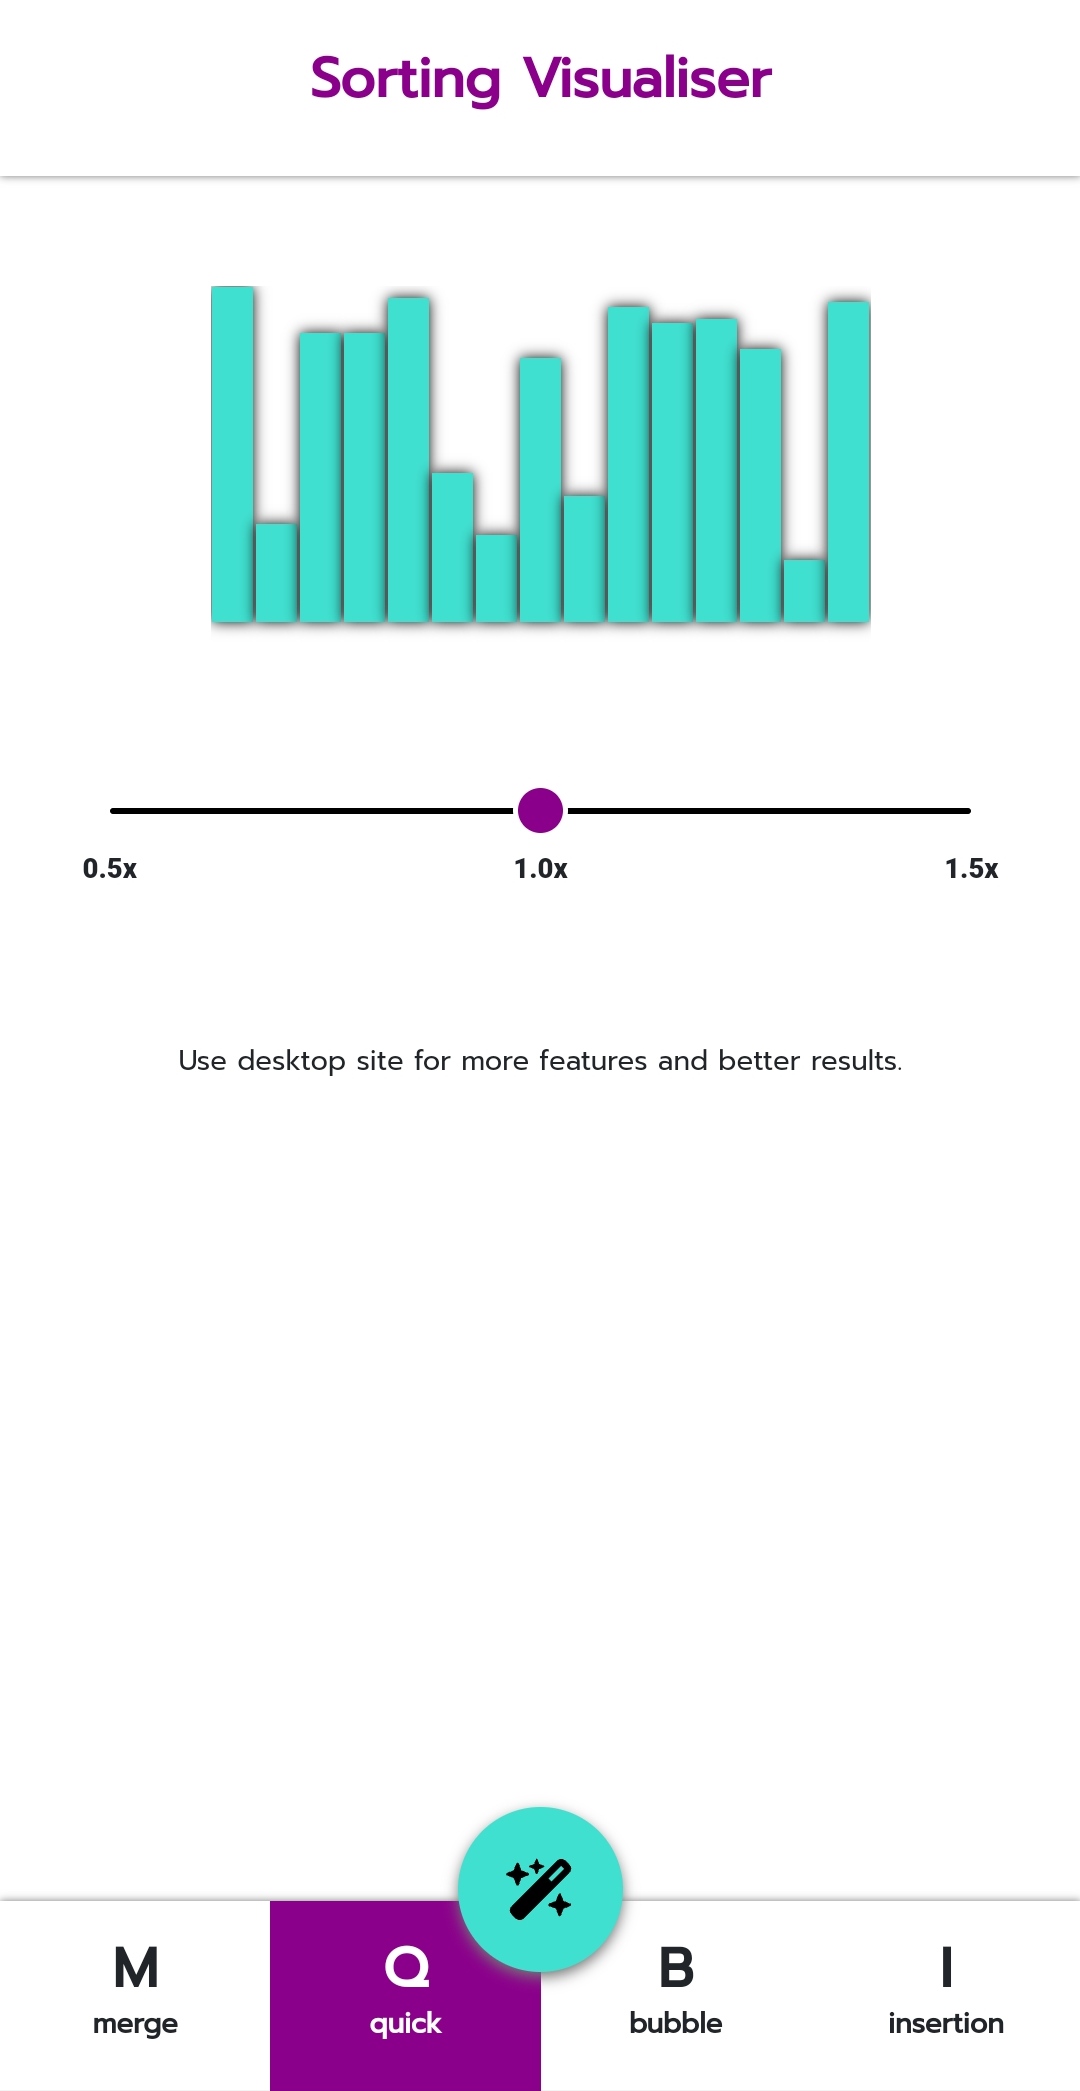 Sorting Visualiser
0.5x 1.0x 1.5x
Use desktop site for more features and better results.
M Q B I
merge quick bubble insertion